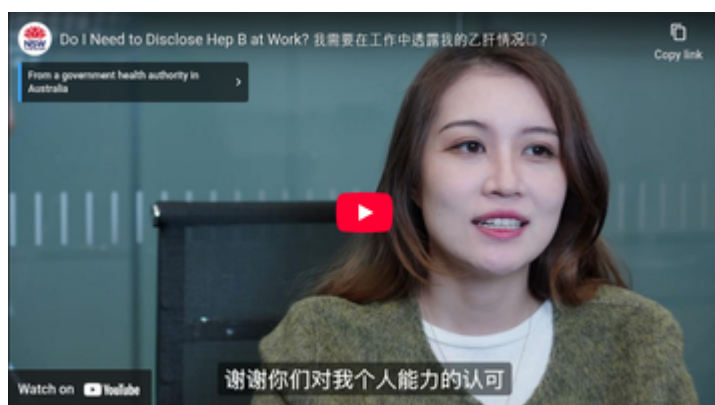 NSW
Do I Need to Disclose Hep B at Work? 我需要在工作中透露我的乙肝情况？
Copy link
From a government health authority in
Australia
谢谢你们对我个人能力的认可
Watch on YouTube